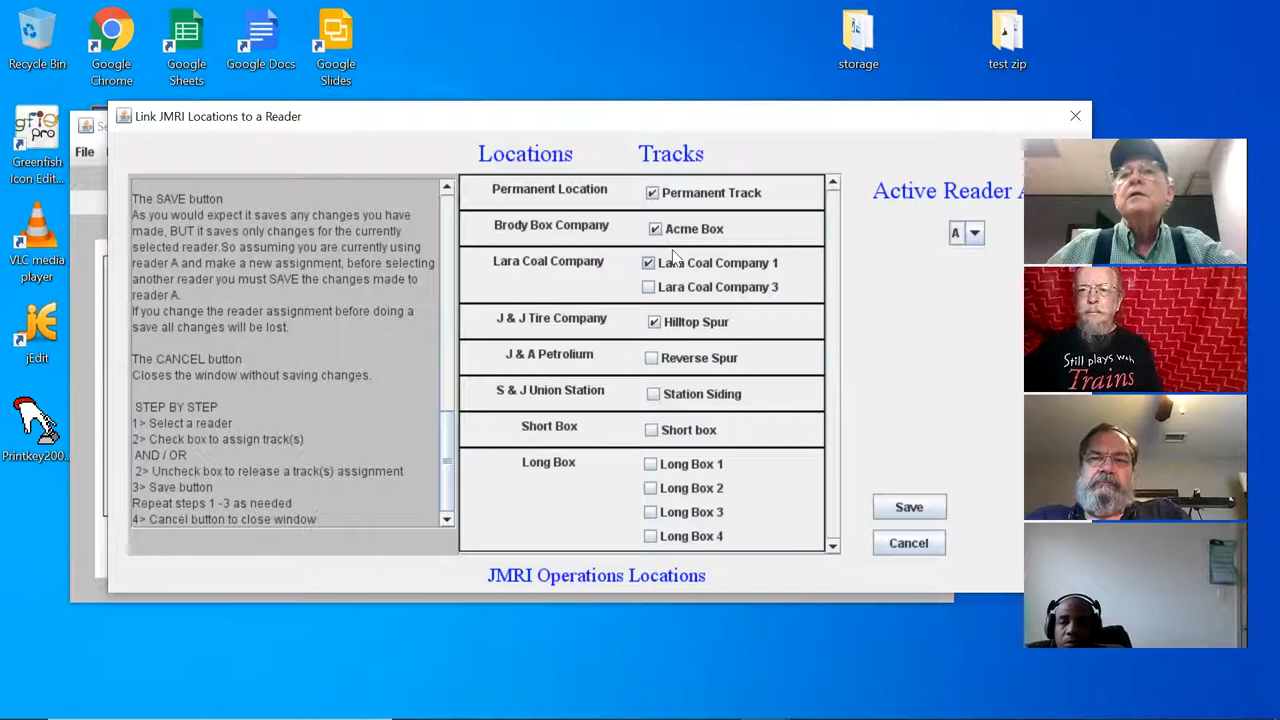 Recycle Bin
Google Chrome
Google Sheets
Google Docs
Google Slides
storage
test zip
gfie pro
Greenfish Icon Edit...
VLC media player
jEdit
Printkey200...
File
Link JMRI Locations to a Reader
Locations
Tracks
The SAVE button
As you would expect it saves any changes you have
made, BUT it saves only changes for the currently
selected reader.So assuming you are currently using
reader A and make a new assignment, before selecting
another reader you must SAVE the changes made to
reader A.
If you change the reader assignment before doing a
save all changes will be lost.
The CANCEL button
Closes the window without saving changes.
STEP BY STEP
1> Select a reader
2> Check box to assign track(s)
AND / OR
2> Uncheck box to release a track(s) assignment
3> Save button
Repeat steps 1 -3 as needed
4> Cancel button to close window
Permanent Location
Permanent Track
Brody Box Company
Acme Box
Lara Coal Company
Lara Coal Company 1
Lara Coal Company 3
J & J Tire Company
Hilltop Spur
J & A Petrolium
Reverse Spur
S & J Union Station
Station Siding
Short Box
Short box
Long Box
Long Box 1
Long Box 2
Long Box 3
Long Box 4
JMRI Operations Locations
Active Reader
A
Save
Cancel
Still plays with
Trains